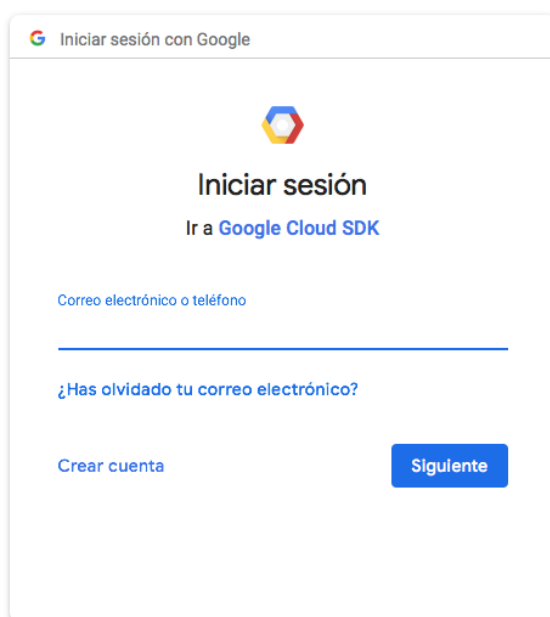 Iniciar sesión con Google
Iniciar sesión
Ir a Google Cloud SDK
Correo electrónico o teléfono
¿Has olvidado tu correo electrónico?
Crear cuenta
Siguiente